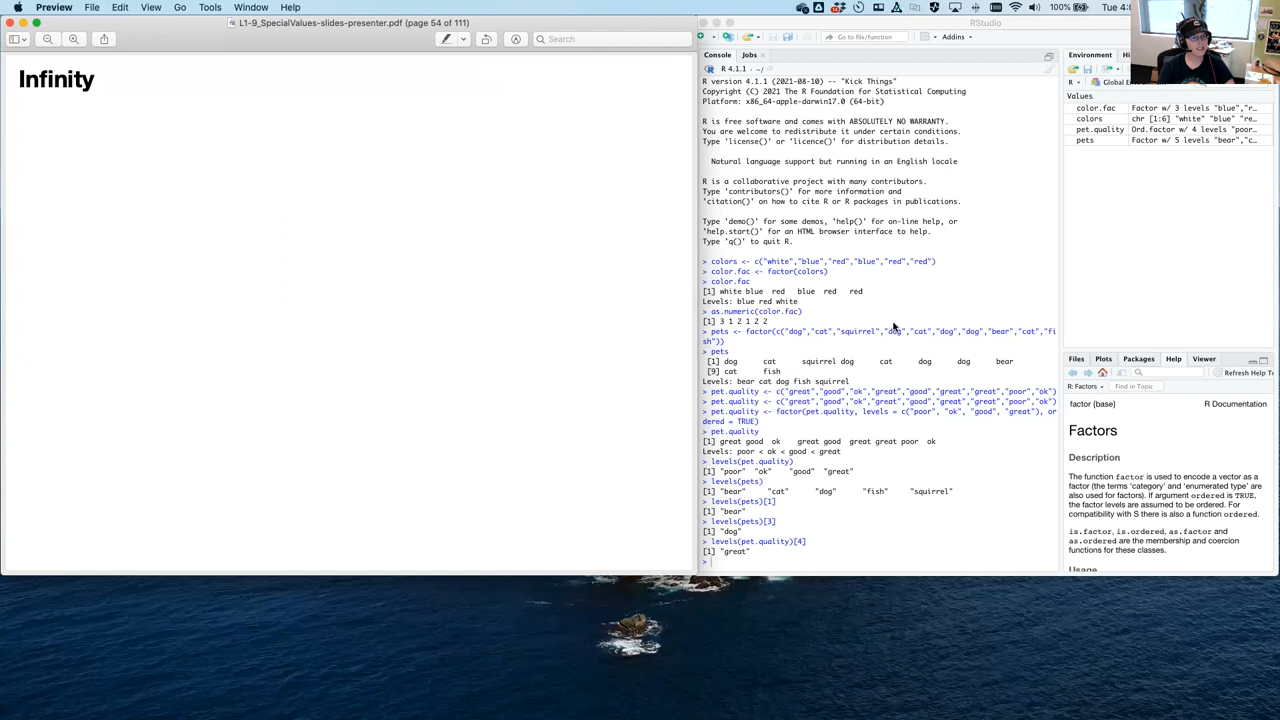 Preview File Edit View Go Tools Window Help
100%
Tue 4:0
L1-9_SpecialValues-slides-presenter.pdf (page 54 of 111)
Search
Infinity
RStudio
Go to file/function
Addins
Console Jobs
R 4.1.1 · ~/
R version 4.1.1 (2021-08-10) -- "Kick Things"
Copyright (C) 2021 The R Foundation for Statistical Computing
Platform: x86_64-apple-darwin17.0 (64-bit)
R is free software and comes with ABSOLUTELY NO WARRANTY.
You are welcome to redistribute it under certain conditions.
Type 'license()' or 'licence()' for distribution details.
Natural language support but running in an English locale
R is a collaborative project with many contributors.
Type 'contributors()' for more information and
'citation()' on how to cite R or R packages in publications.
Type 'demo()' for some demos, 'help()' for on-line help, or
'help.start()' for an HTML browser interface to help.
Type 'q()' to quit R.
> colors <- c("white","blue","red","blue","red","red")
> color.fac <- factor(colors)
> color.fac
[1] white blue red blue red red
Levels: blue red white
> as.numeric(color.fac)
[1] 3 1 2 1 2 2
> pets <- factor(c("dog","cat","squirrel","dog","cat","dog","dog","bear","cat","fi
sh"))
> pets
[1] dog cat squirrel dog cat dog dog bear
[9] cat fish
Levels: bear cat dog fish squirrel
> pet.quality <- c("great","good","ok","great","good","great","great","poor","ok")
> pet.quality <- c("great","good","ok","great","good","great","great","poor","ok")
> pet.quality <- factor(pet.quality, levels = c("poor", "ok", "good", "great"), or
dered = TRUE)
> pet.quality
[1] great good ok great good great great poor ok
Levels: poor < ok < good < great
> levels(pet.quality)
[1] "poor" "ok" "good" "great"
> levels(pets)
[1] "bear" "cat" "dog" "fish" "squirrel"
> levels(pets)[1]
[1] "bear"
> levels(pets)[3]
[1] "dog"
> levels(pet.quality)[4]
[1] "great"
>
Environment Hi
R Global Enviro
Values
color.fac Factor w/ 3 levels "blue","r…
colors chr [1:6] "white" "blue" "re…
pet.quality Ord.factor w/ 4 levels "poor…
pets Factor w/ 5 levels "bear","c…
Files Plots Packages Help Viewer
Refresh Help T
R: Factors Find in Topic
factor {base} R Documentation
Factors
Description
The function factor is used to encode a vector as a
factor (the terms 'category' and 'enumerated type' are
also used for factors). If argument ordered is TRUE,
the factor levels are assumed to be ordered. For
compatibility with S there is also a function ordered.
is.factor, is.ordered, as.factor and
as.ordered are the membership and coercion
functions for these classes.
Usage